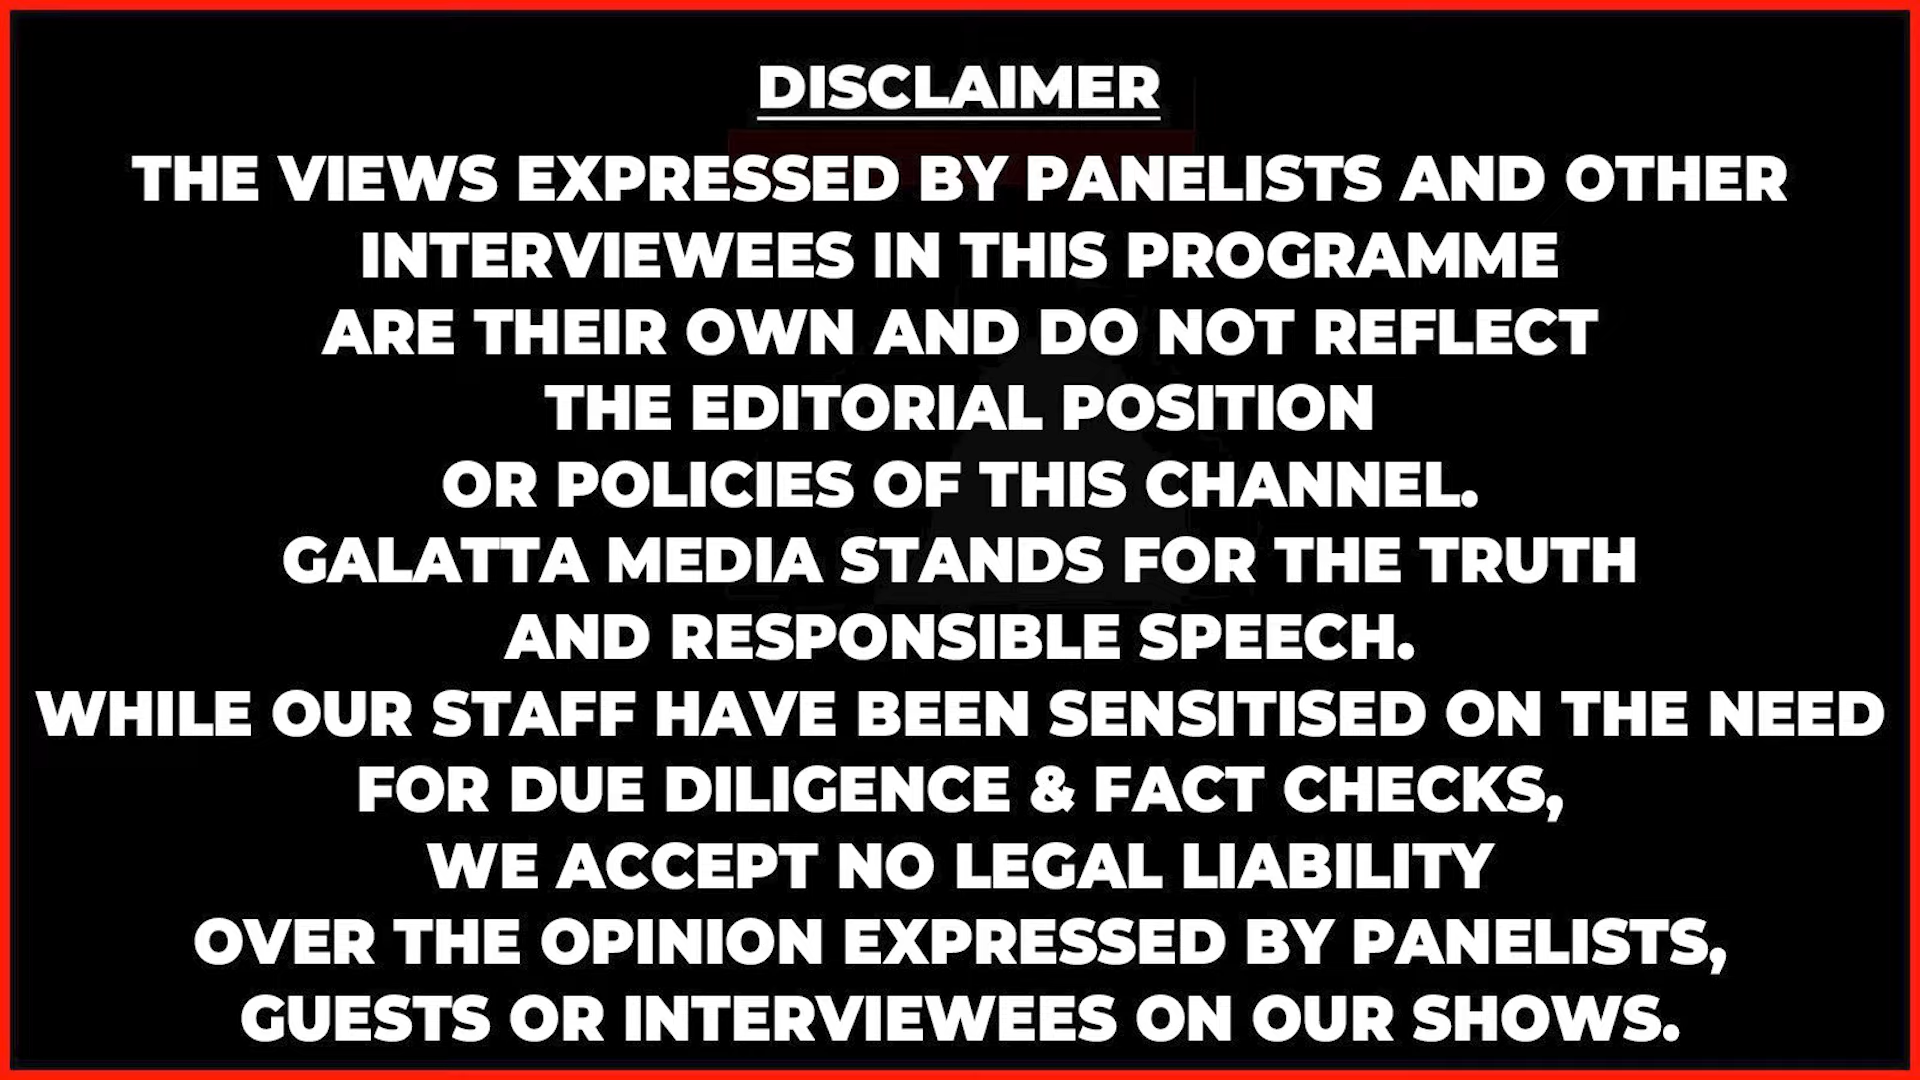 DISCLAIMER
THE VIEWS EXPRESSED BY PANELISTS AND OTHER
INTERVIEWEES IN THIS PROGRAMME
ARE THEIR OWN AND DO NOT REFLECT
THE EDITORIAL POSITION
OR POLICIES OF THIS CHANNEL.
GALATTA MEDIA STANDS FOR THE TRUTH
AND RESPONSIBLE SPEECH.
WHILE OUR STAFF HAVE BEEN SENSITISED ON THE NEED
FOR DUE DILIGENCE & FACT CHECKS,
WE ACCEPT NO LEGAL LIABILITY
OVER THE OPINION EXPRESSED BY PANELISTS,
GUESTS OR INTERVIEWEES ON OUR SHOWS.